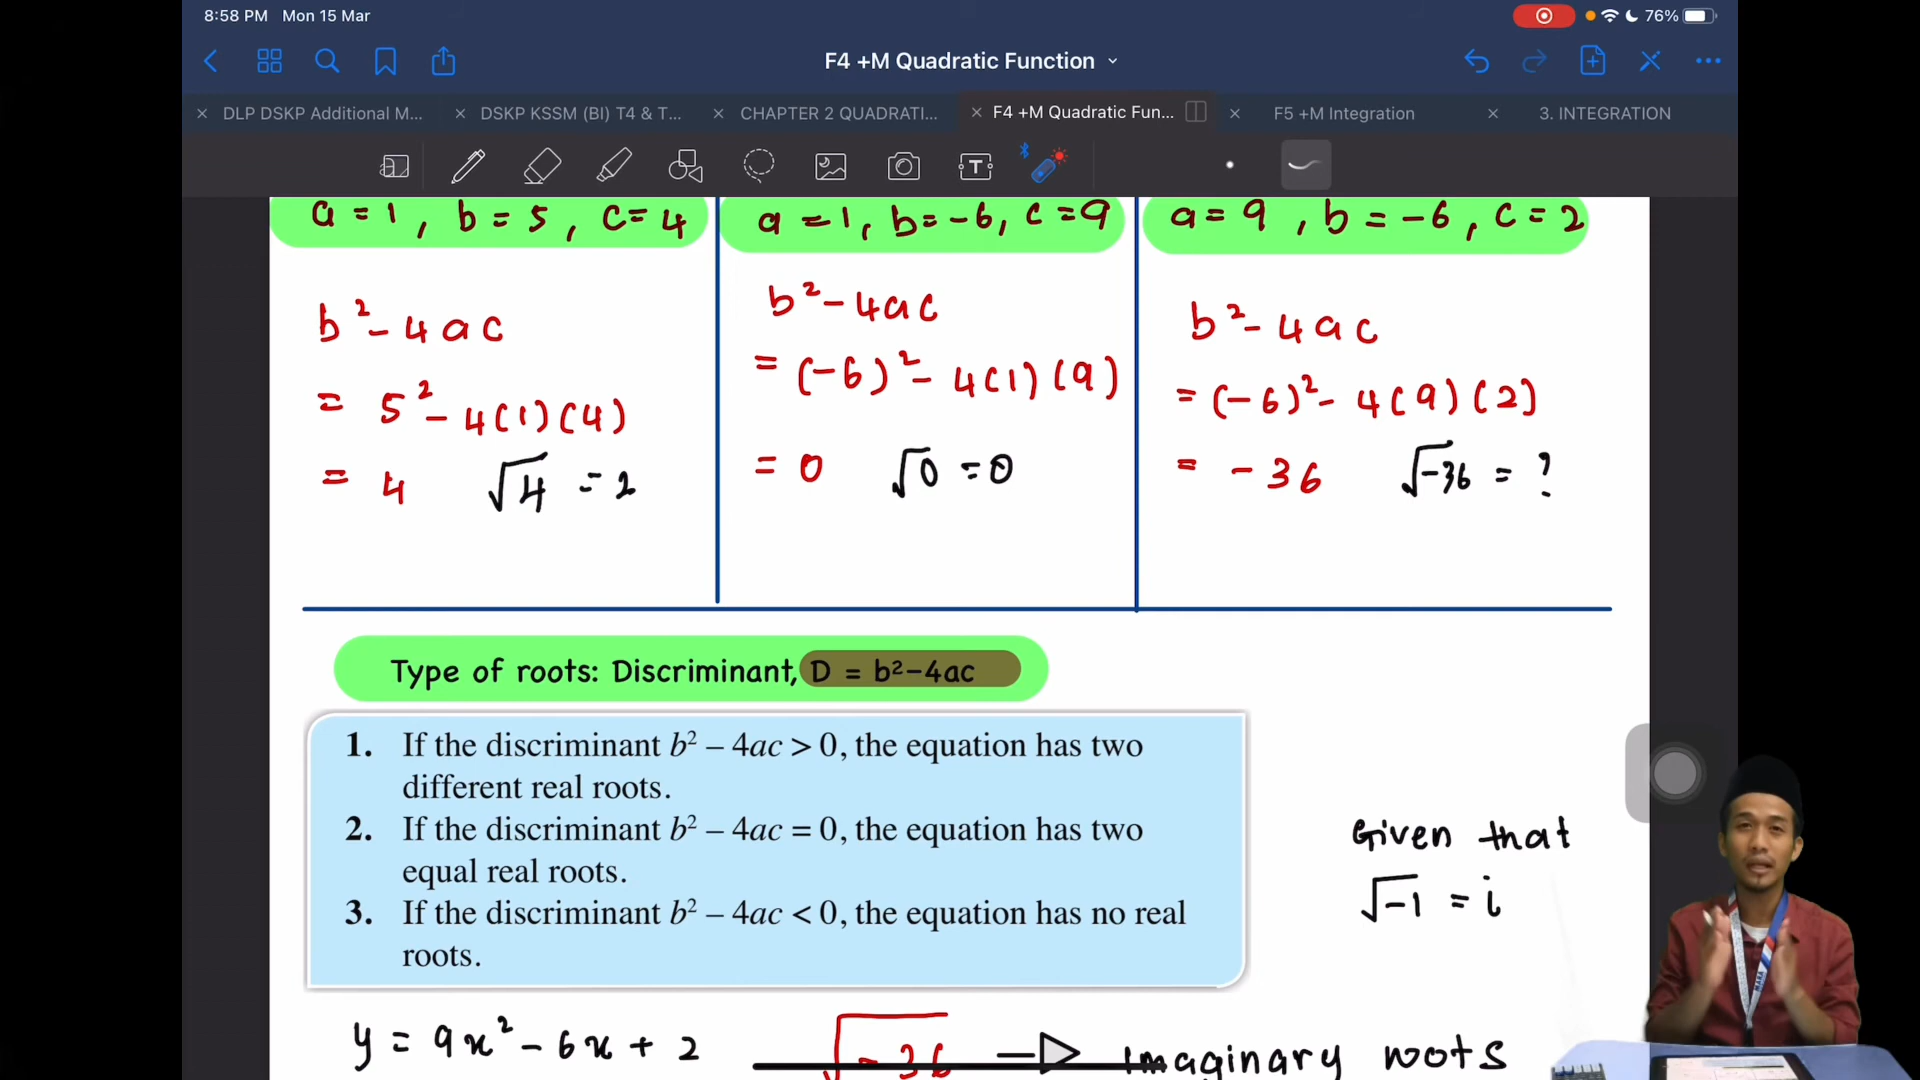 8:58 PM Mon 15 Mar
76%
F4 +M Quadratic Function
DLP DSKP Additional M...
DSKP KSSM (BI) T4 & T...
CHAPTER 2 QUADRATI...
F4 +M Quadratic Fun...
F5 +M Integration
3. INTEGRATION
a = 1, b = 5, c = 4
b² - 4ac
= 5² - 4(1)(4)
= 4 √4 = 2
a = 1, b = -6, c = 9
b² - 4ac
= (-6)² - 4(1)(9)
= 0 √0 = 0
a = 9, b = -6, c = 2
b² - 4ac
= (-6)² - 4(9)(2)
= -36 √-36 = ?
Type of roots: Discriminant, D = b²-4ac
1. If the discriminant b² – 4ac > 0, the equation has two
different real roots.
2. If the discriminant b² – 4ac = 0, the equation has two
equal real roots.
3. If the discriminant b² – 4ac < 0, the equation has no real
roots.
Given that
√-1 = i
y = 9x² - 6x + 2 √-36 → imaginary roots
MARA